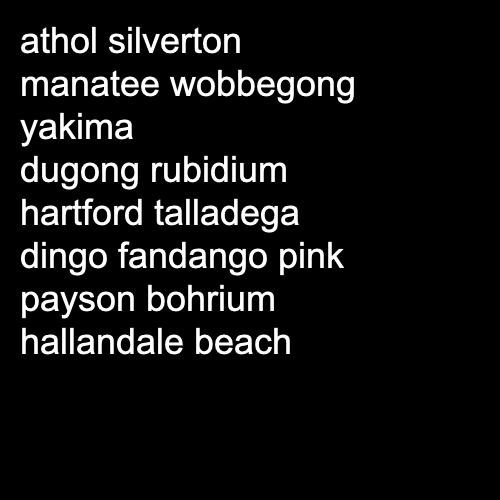 athol silverton
manatee wobbegong
yakima
dugong rubidium
hartford talladega
dingo fandango pink
payson bohrium
hallandale beach